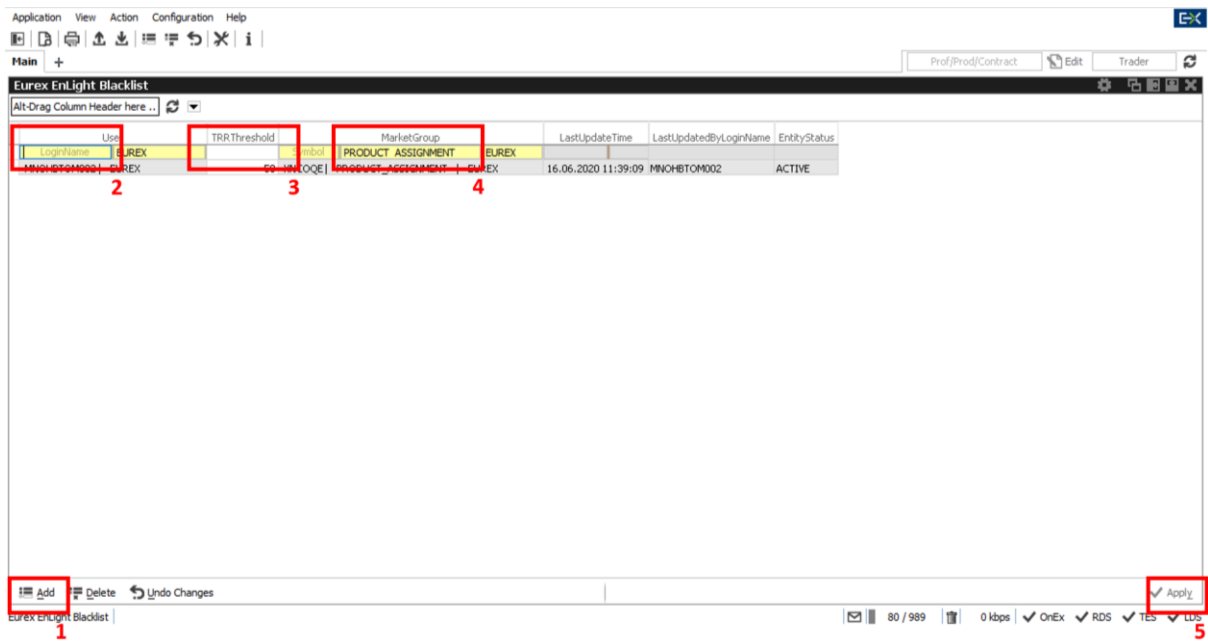 Application View Action Configuration Help
E-X
i
Main +
Prof/Prod/Contract Edit Trader
Eurex EnLight Blacklist
Alt-Drag Column Header here ..
Use TRRThreshold MarketGroup LastUpdateTime LastUpdatedByLoginName EntityStatus
LoginName EUREX Symbol PRODUCT_ASSIGNMENT EUREX
MNOHBTOM002| EUREX 50 PRODUCT_ASSIGNMENT | EUREX 16.06.2020 11:39:09 MNOHBTOM002 ACTIVE
2 3 4
Add Delete Undo Changes Apply
Eurex EnLight Blacklist 80 / 989 0 kbps OnEx RDS TES LDS
1 5